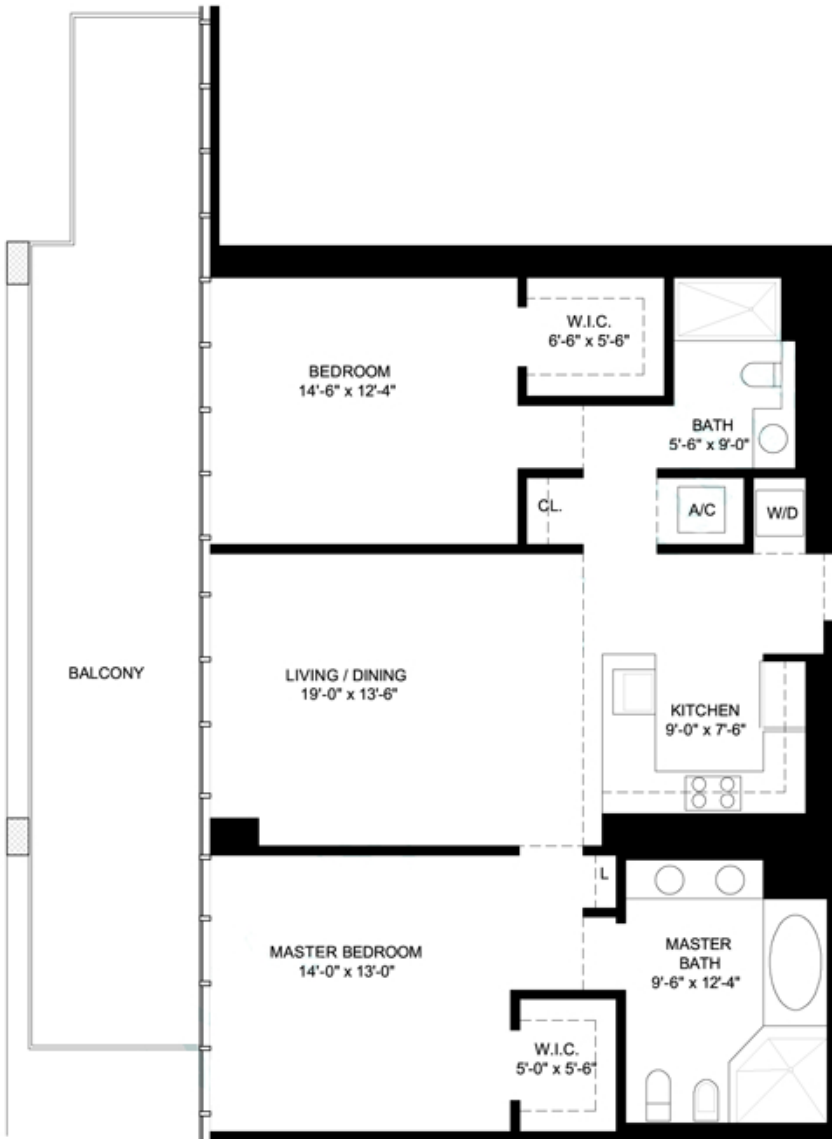 W.I.C.
6'-6" x 5'-6"
BEDROOM
14'-6" x 12'-4"
BATH
5'-6" x 9'-0"
CL.
A/C
W/D
BALCONY
LIVING / DINING
19'-0" x 13'-6"
KITCHEN
9'-0" x 7'-6"
L
MASTER BEDROOM
14'-0" x 13'-0"
MASTER
BATH
9'-6" x 12'-4"
W.I.C.
5'-0" x 5'-6"